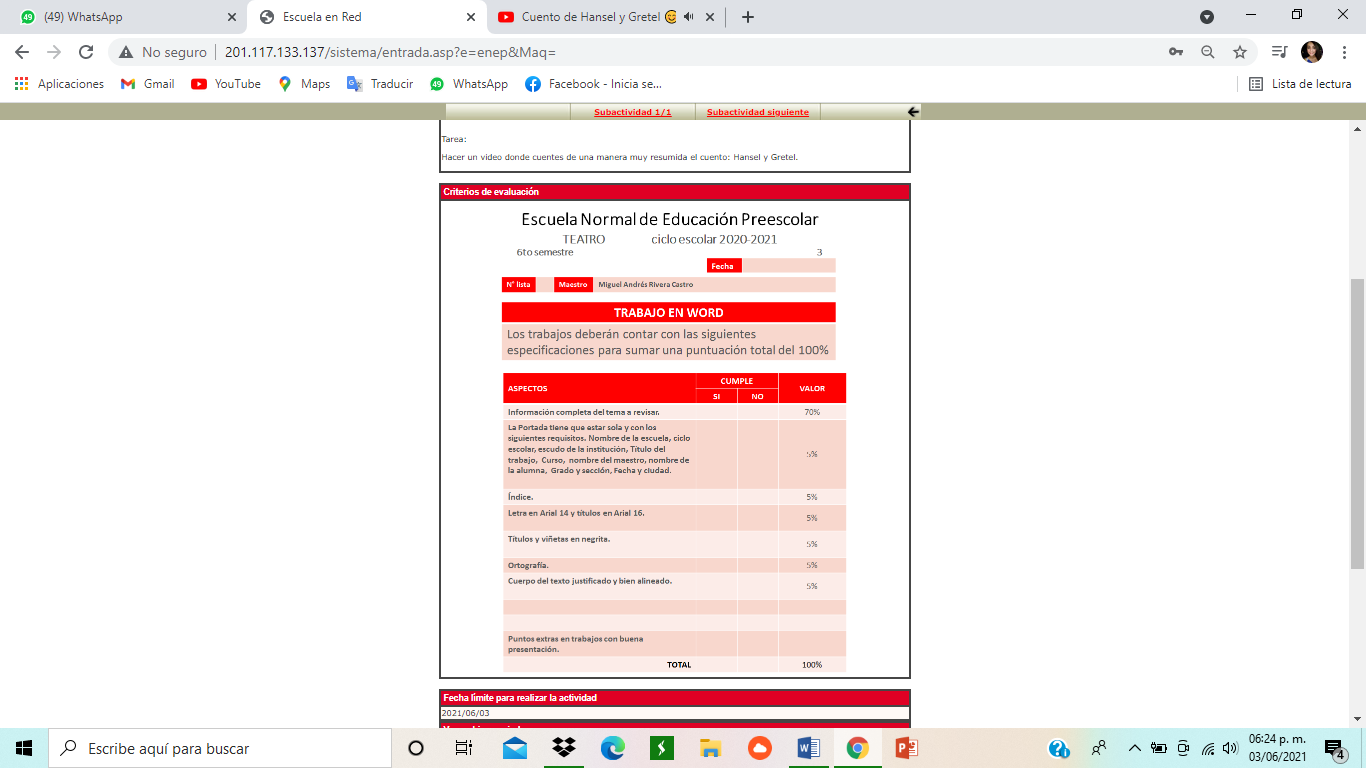 (49) WhatsApp
Escuela en Red
Cuento de Hansel y Gretel
No seguro | 201.117.133.137/sistema/entrada.asp?e=enep&Maq=
Aplicaciones
Gmail
YouTube
Maps
Traducir
WhatsApp
Facebook - Inicia se...
Lista de lectura
Subactividad 1/1
Subactividad siguiente
Tarea:
Hacer un video donde cuentes de una manera muy resumida el cuento: Hansel y Gretel.
Criterios de evaluación
Escuela Normal de Educación Preescolar
TEATRO ciclo escolar 2020-2021
6to semestre 3
Fecha
N° lista Maestro Miguel Andrés Rivera Castro
TRABAJO EN WORD
Los trabajos deberán contar con las siguientes
especificaciones para sumar una puntuación total del 100%
ASPECTOS CUMPLE VALOR
SI NO
Información completa del tema a revisar. 70%
La Portada tiene que estar sola y con los
siguientes requisitos. Nombre de la escuela, ciclo
escolar, escudo de la institución, Título del
trabajo, Curso, nombre del maestro, nombre de
la alumna, Grado y sección, Fecha y ciudad.
5%
Índice. 5%
Letra en Arial 14 y títulos en Arial 16. 5%
Títulos y viñetas en negrita. 5%
Ortografía. 5%
Cuerpo del texto justificado y bien alineado. 5%
Puntos extras en trabajos con buena
presentación.
TOTAL 100%
Fecha límite para realizar la actividad
2021/06/03
Escribe aquí para buscar
06:24 p. m.
03/06/2021
4